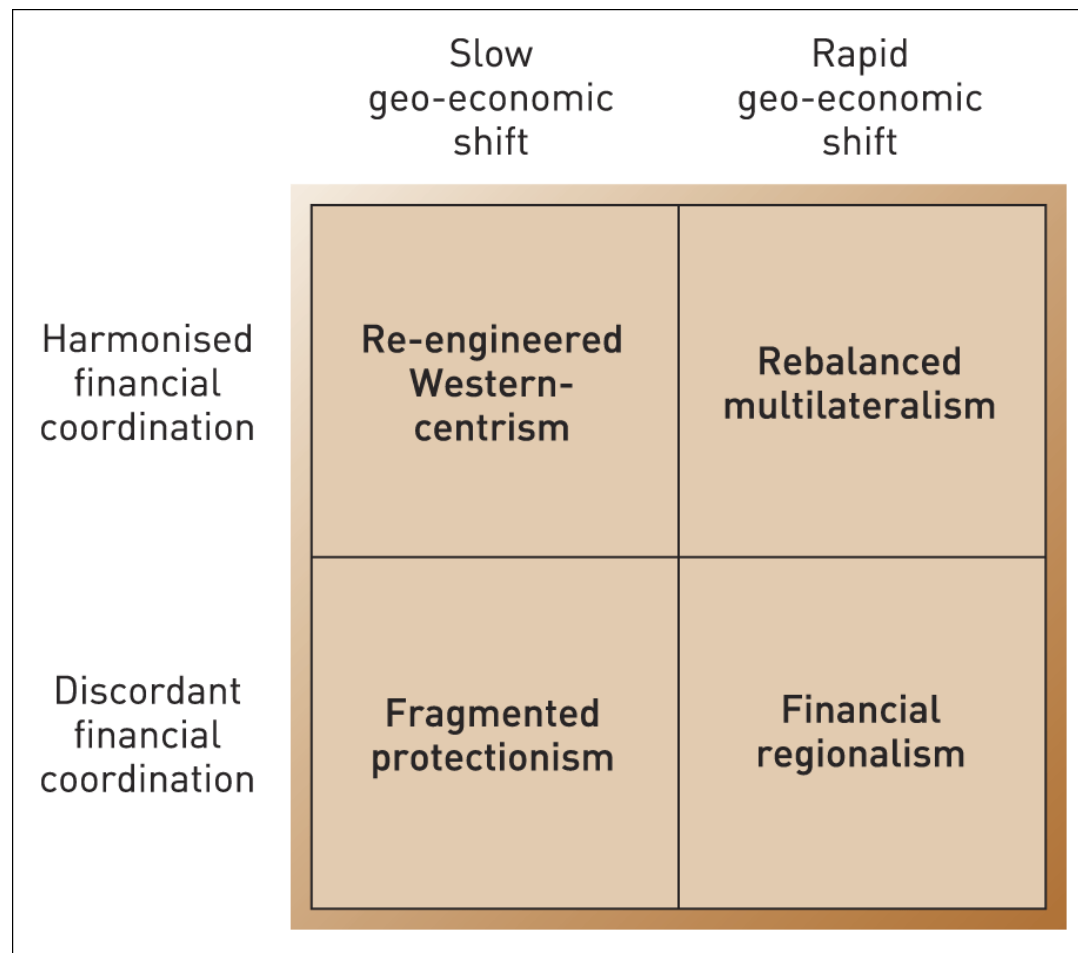 Slow
geo-economic
shift
Rapid
geo-economic
shift
Harmonised
financial
coordination
Re-engineered
Western-
centrism
Rebalanced
multilateralism
Discordant
financial
coordination
Fragmented
protectionism
Financial
regionalism